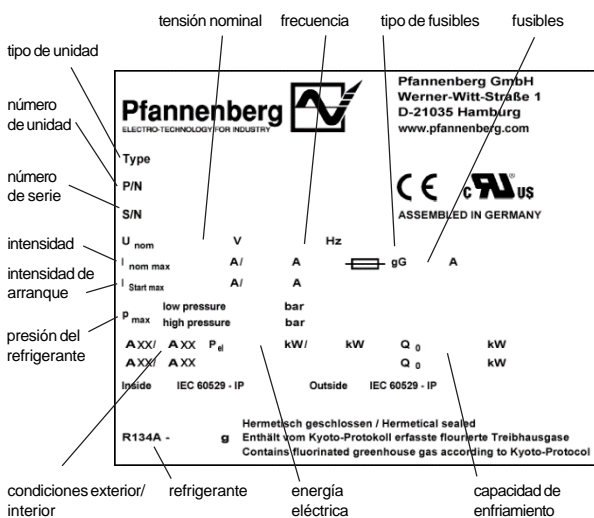 tensión nominal frecuencia tipo de fusibles fusibles
tipo de unidad
número
de unidad
número
de serie
intensidad
intensidad de
arranque
presión del
refrigerante
Pfannenberg
ELECTRO-TECHNOLOGY FOR INDUSTRY
Pfannenberg GmbH
Werner-Witt-Straße 1
D-21035 Hamburg
www.pfannenberg.com
Type
P/N
S/N
CE c RU ® US
ASSEMBLED IN GERMANY
U nom V Hz
I nom max A/ A gG A
I Start max A/ A
p max low pressure bar
high pressure bar
A XX/ A XX P el kW/ kW Q 0 kW
A XX/ A XX Q 0 kW
Inside IEC 60529 - IP Outside IEC 60529 - IP
Hermetisch geschlossen / Hermetical sealed
R134A - g Enthält vom Kyoto-Protokoll erfasste flourierte Treibhausgase
Contains fluorinated greenhouse gas according to Kyoto-Protocol
condiciones exterior/
interior
refrigerante
energía
eléctrica
capacidad de
enfriamiento